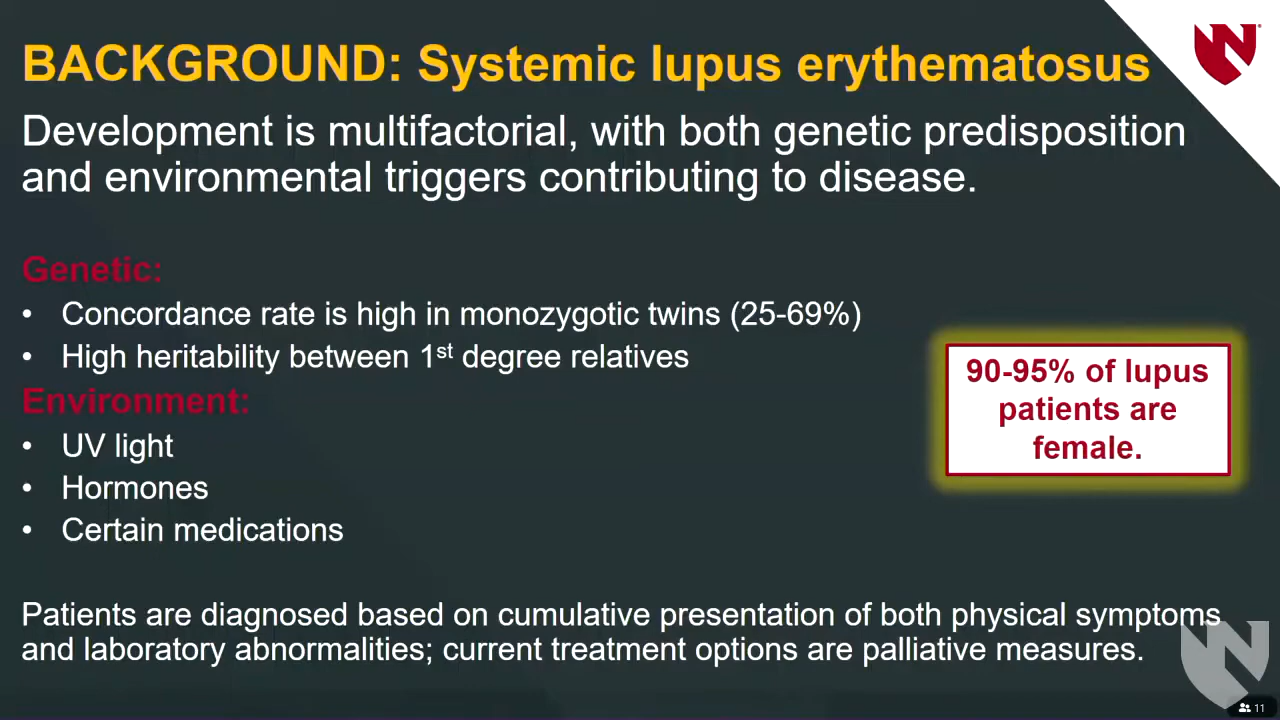 BACKGROUND: Systemic lupus erythematosus
Development is multifactorial, with both genetic predisposition
and environmental triggers contributing to disease.
Genetic:
• Concordance rate is high in monozygotic twins (25-69%)
• High heritability between 1st degree relatives
Environment:
• UV light
• Hormones
• Certain medications
90-95% of lupus
patients are
female.
Patients are diagnosed based on cumulative presentation of both physical symptoms
and laboratory abnormalities; current treatment options are palliative measures.
N
N
11